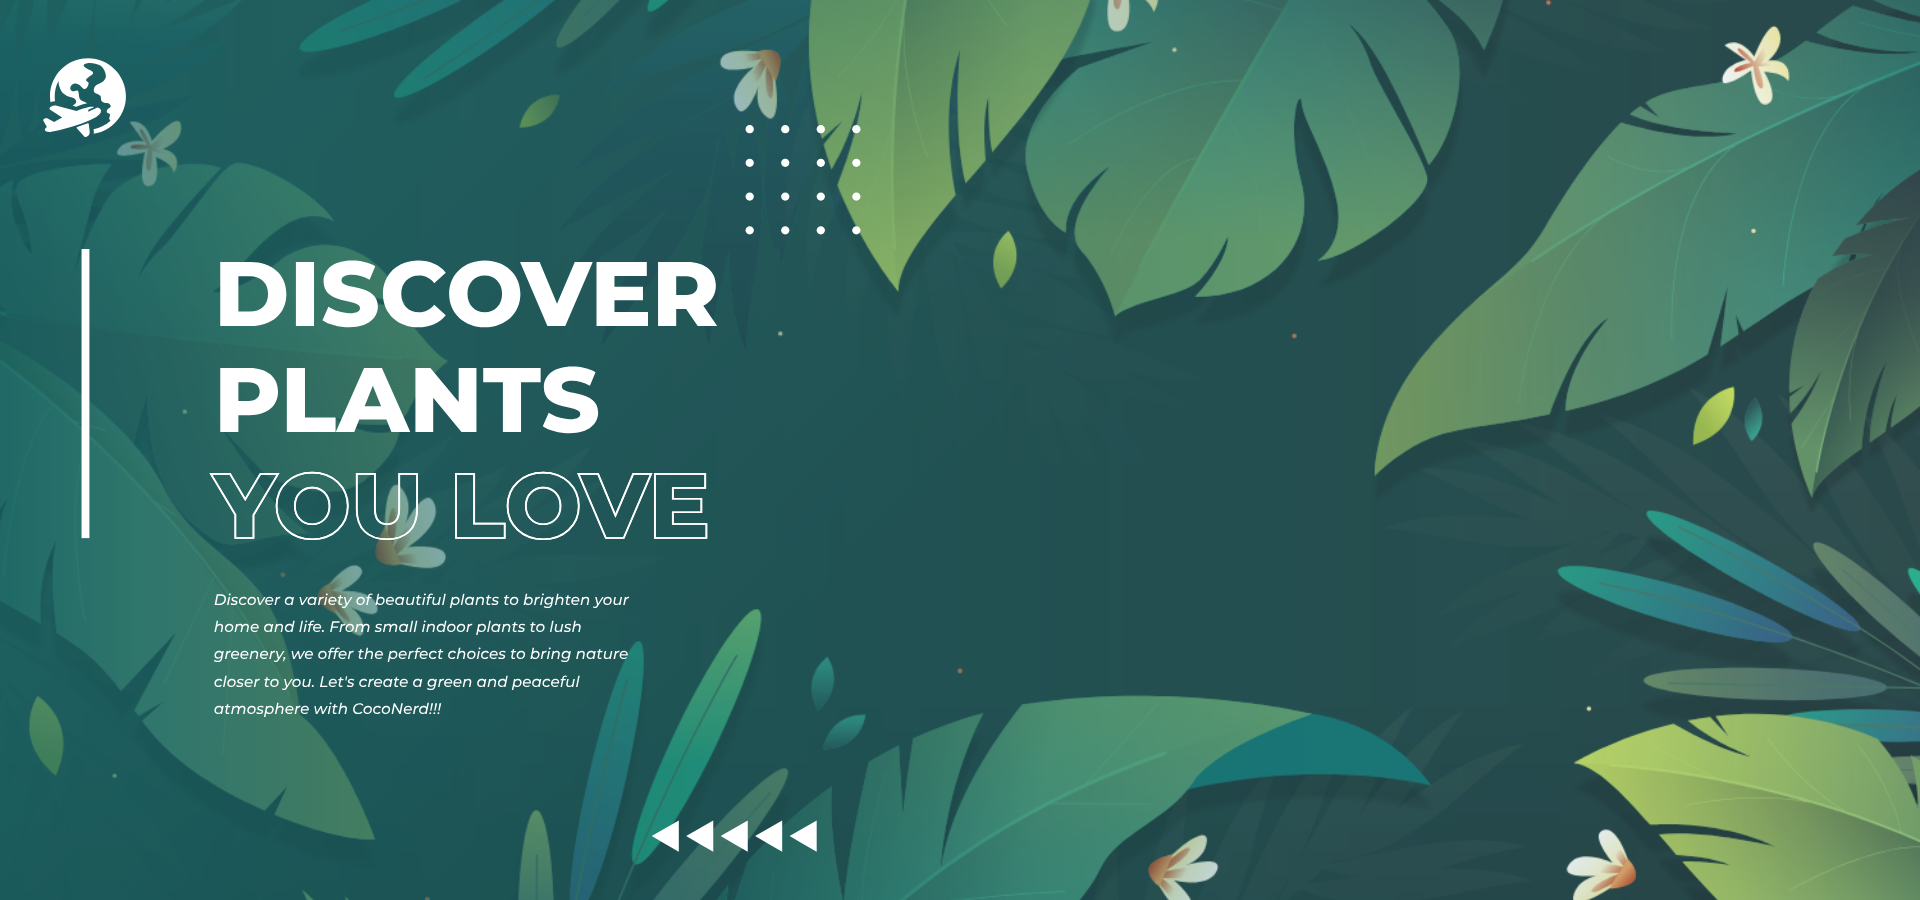 DISCOVER
PLANTS
YOU LOVE
Discover a variety of beautiful plants to brighten your
home and life. From small indoor plants to lush
greenery, we offer the perfect choices to bring nature
closer to you. Let's create a green and peaceful
atmosphere with CocoNerd!!!